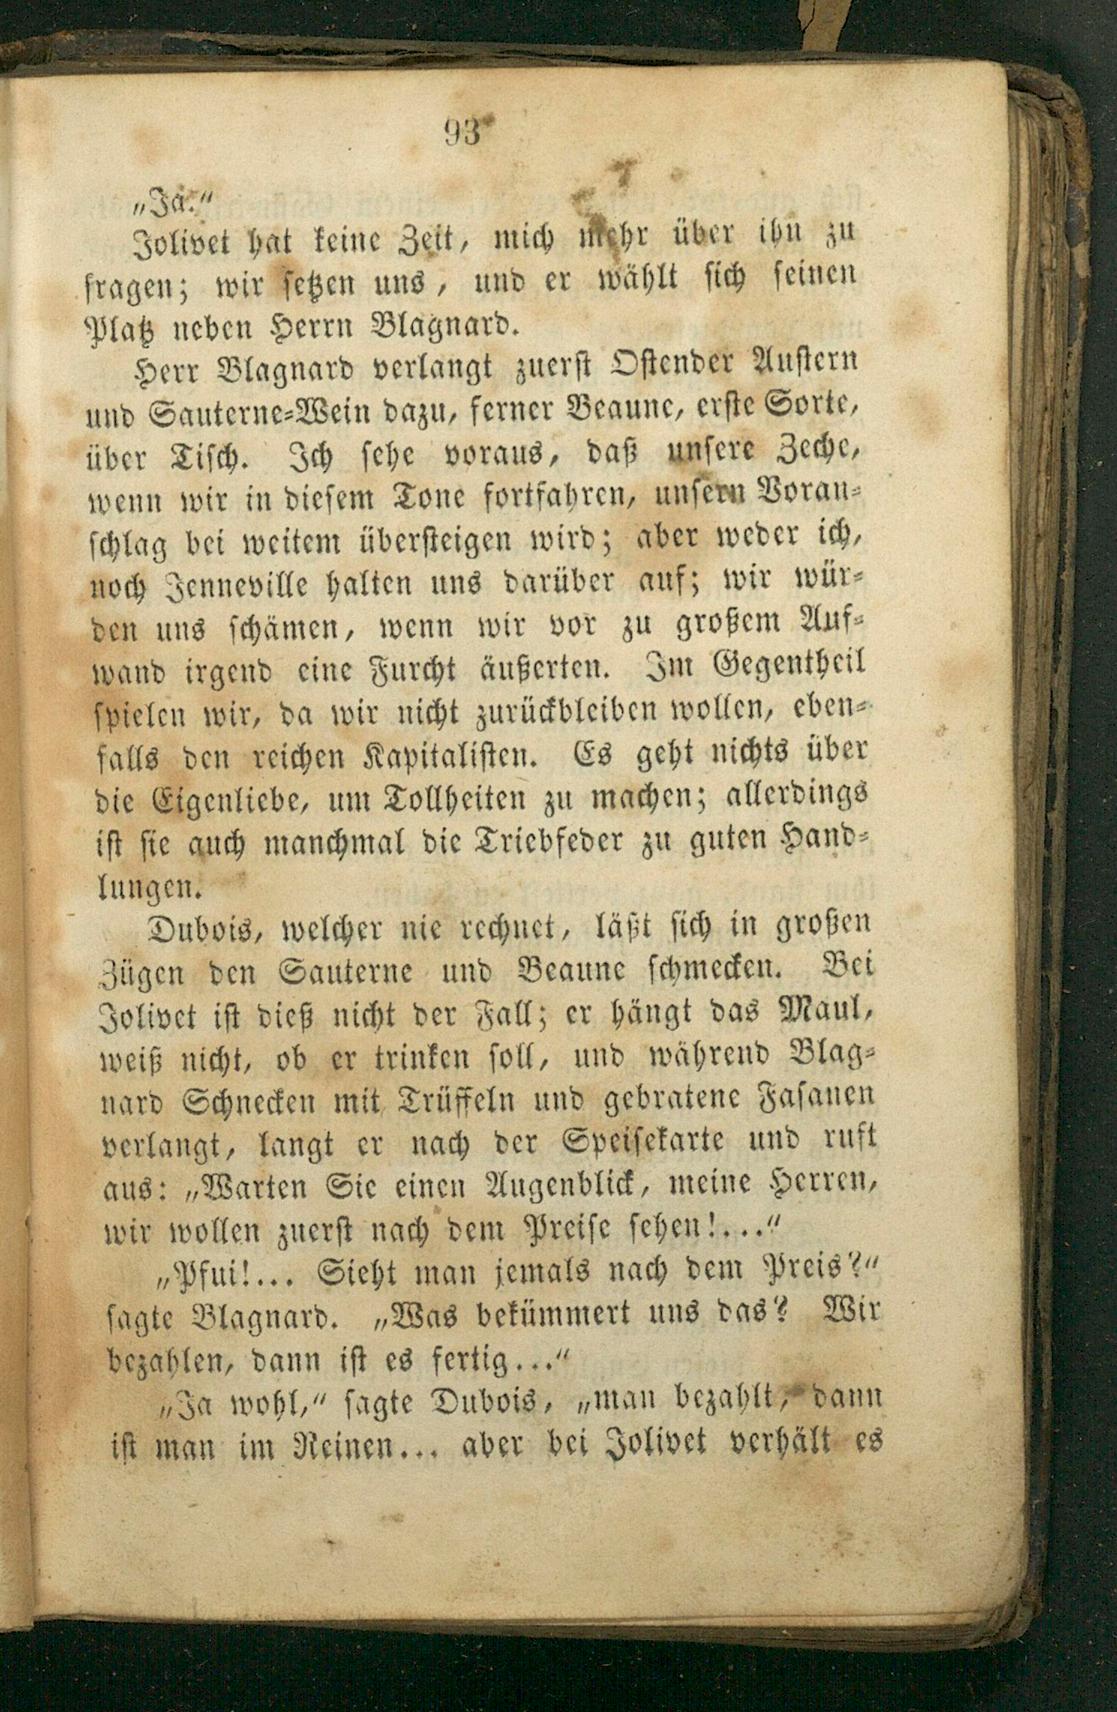 93
„Ja.“
Jolivet hat keine Zeit, mich mehr über ihn zu
fragen; wir setzen uns, und er wählt sich seinen
Platz neben Herrn Blagnard.
Herr Blagnard verlangt zuerst Ostender Austern
und Sauterne-Wein dazu, ferner Beaune, erste Sorte,
über Tisch. Ich sehe voraus, daß unsere Zeche,
wenn wir in diesem Tone fortfahren, unsern Voran-
schlag bei weitem übersteigen wird; aber weder ich,
noch Jenneville halten uns darüber auf; wir wür-
den uns schämen, wenn wir vor zu großem Auf-
wand irgend eine Furcht äußerten. Im Gegentheil
spielen wir, da wir nicht zurückbleiben wollen, eben-
falls den reichen Kapitalisten. Es geht nichts über
die Eigenliebe, um Tollheiten zu machen; allerdings
ist sie auch manchmal die Triebfeder zu guten Hand-
lungen.
Dubois, welcher nie rechnet, läßt sich in großen
Zügen den Sauterne und Beaune schmecken. Bei
Jolivet ist dieß nicht der Fall; er hängt das Maul,
weiß nicht, ob er trinken soll, und während Blag-
nard Schnecken mit Trüffeln und gebratene Fasanen
verlangt, langt er nach der Speisekarte und ruft
aus: „Warten Sie einen Augenblick, meine Herren,
wir wollen zuerst nach dem Preise sehen!...“
„Pfui!... Sieht man jemals nach dem Preis?“
sagte Blagnard. „Was bekümmert uns das? Wir
bezahlen, dann ist es fertig...“
„Ja wohl,“ sagte Dubois, „man bezahlt, dann
ist man im Reinen... aber bei Jolivet verhält es